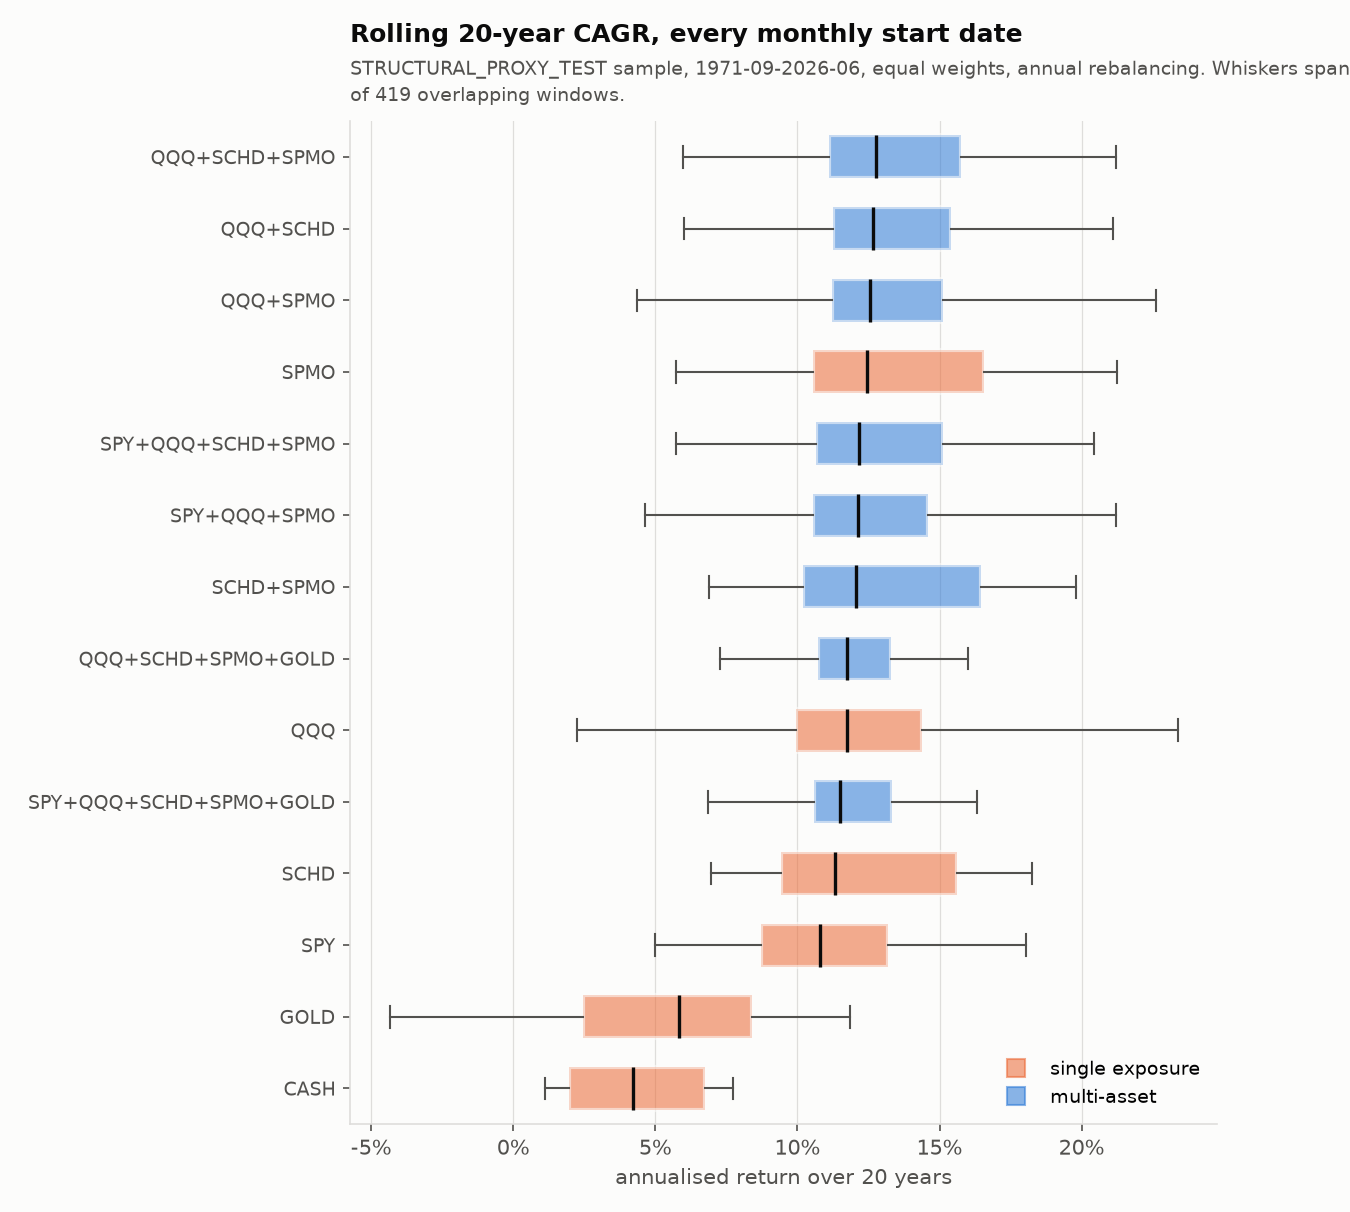 Rolling 20-year CAGR, every monthly start date
STRUCTURAL_PROXY_TEST sample, 1971-09-2026-06, equal weights, annual rebalancing. Whiskers span
of 419 overlapping windows.
QQQ+SCHD+SPMO
QQQ+SCHD
QQQ+SPMO
SPMO
SPY+QQQ+SCHD+SPMO
SPY+QQQ+SPMO
SCHD+SPMO
QQQ+SCHD+SPMO+GOLD
QQQ
SPY+QQQ+SCHD+SPMO+GOLD
SCHD
SPY
GOLD
CASH
single exposure
multi-asset
-5% 0% 5% 10% 15% 20%
annualised return over 20 years